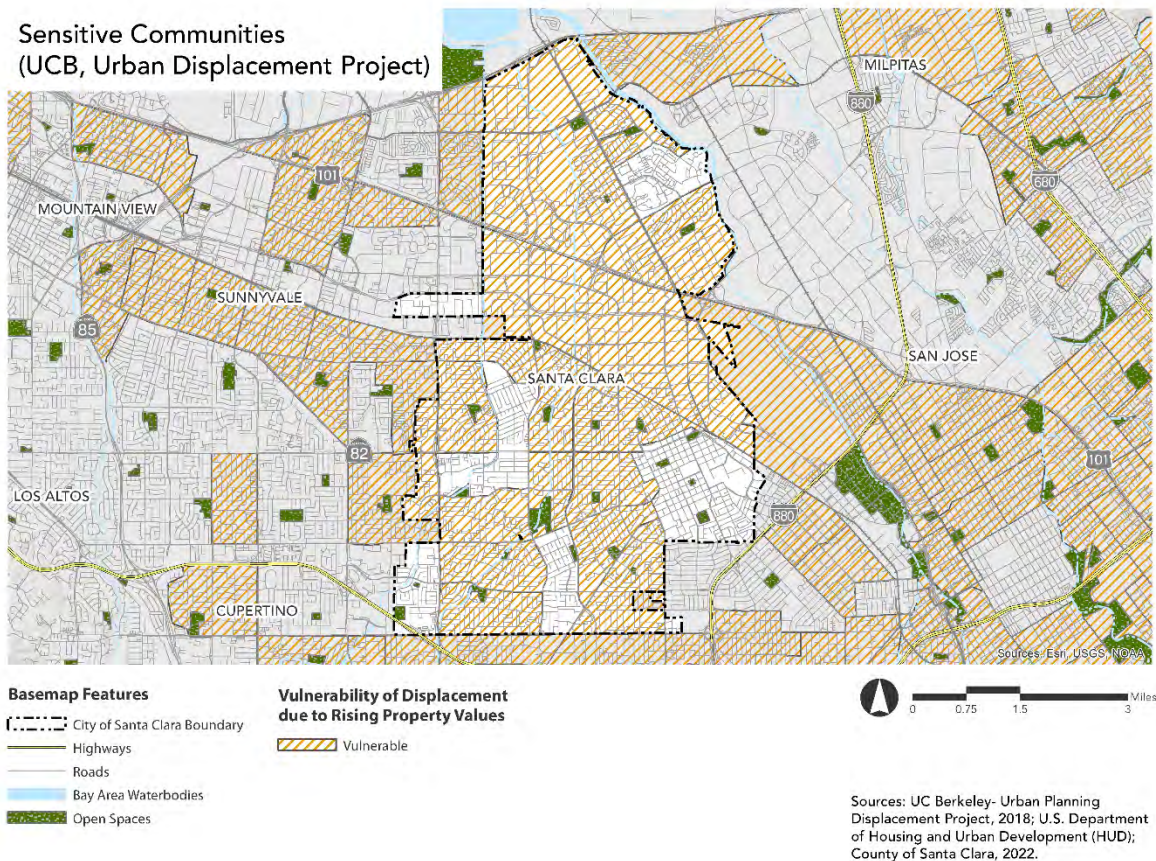 Sensitive Communities
(UCB, Urban Displacement Project)
MILPITAS
880
680
101
MOUNTAIN VIEW
SUNNYVALE
85
SAN JOSE
SANTA CLARA
82
101
LOS ALTOS
880
CUPERTINO
Sources: Esri, USGS, NOAA
Basemap Features
City of Santa Clara Boundary
Highways
Roads
Bay Area Waterbodies
Open Spaces
Vulnerability of Displacement
due to Rising Property Values
Vulnerable
Miles
0 0.75 1.5 3
Sources: UC Berkeley- Urban Planning
Displacement Project, 2018; U.S. Department
of Housing and Urban Development (HUD);
County of Santa Clara, 2022.